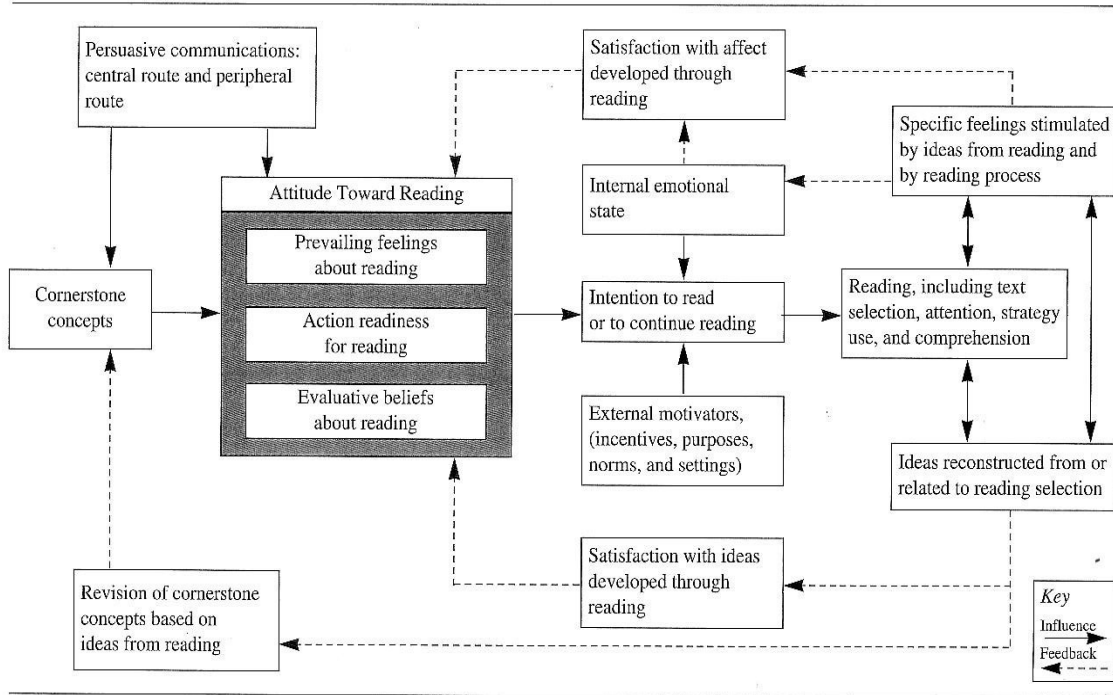 Persuasive communications:
central route and peripheral
route
Satisfaction with affect
developed through
reading
Specific feelings stimulated
by ideas from reading and
by reading process
Attitude Toward Reading
Internal emotional
state
Prevailing feelings
about reading
Cornerstone
concepts
Action readiness
for reading
Intention to read
or to continue reading
Reading, including text
selection, attention, strategy
use, and comprehension
Evaluative beliefs
about reading
External motivators,
(incentives, purposes,
norms, and settings)
Ideas reconstructed from or
related to reading selection
Satisfaction with ideas
developed through
reading
Revision of cornerstone
concepts based on
ideas from reading
Key
Influence
Feedback